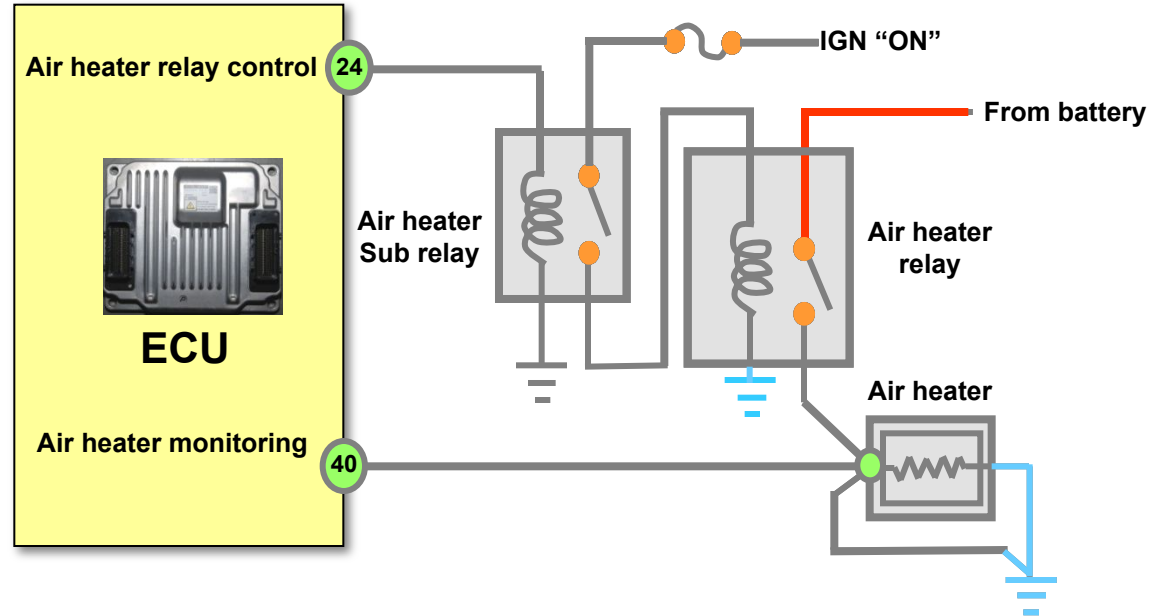 IGN “ON”
Air heater relay control
24
From battery
Air heater
Sub relay
Air heater
relay
ECU
Air heater
Air heater monitoring
40